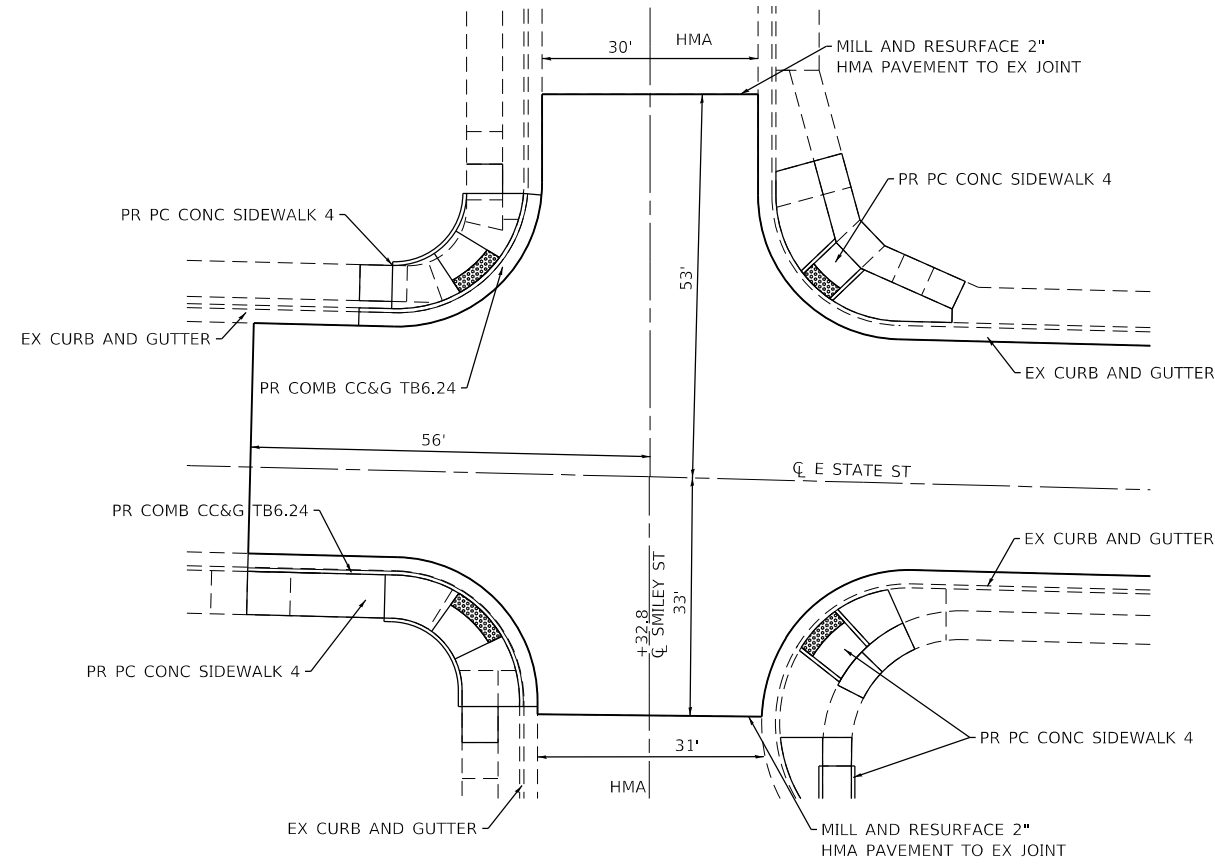 30'
HMA
MILL AND RESURFACE 2"
HMA PAVEMENT TO EX JOINT
PR PC CONC SIDEWALK 4
PR PC CONC SIDEWALK 4
53'
EX CURB AND GUTTER
EX CURB AND GUTTER
PR COMB CC&G TB6.24
56'
℄ E STATE ST
PR COMB CC&G TB6.24
EX CURB AND GUTTER
+32.8
℄ SMILEY ST
33'
PR PC CONC SIDEWALK 4
PR PC CONC SIDEWALK 4
31'
HMA
EX CURB AND GUTTER
MILL AND RESURFACE 2"
HMA PAVEMENT TO EX JOINT